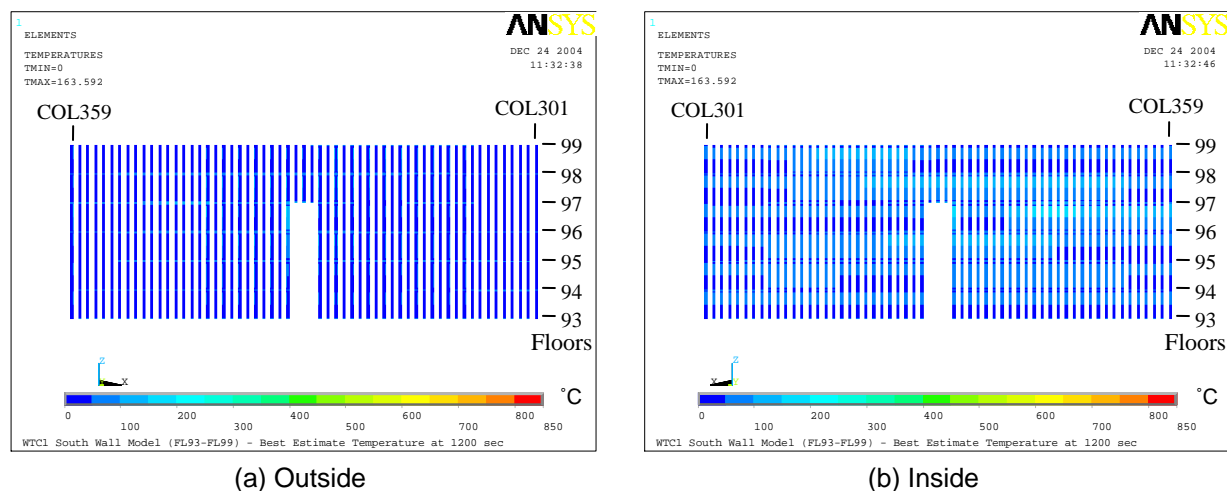 1
ANSYS
ELEMENTS
DEC 24 2004
TEMPERATURES
11:32:38
TMIN=0
TMAX=163.592
COL359
COL301
99
98
97
96
95
94
93
Floors
Z
X
°C
0 200 300 400 600 800
100 500 700 850
WTC1 South Wall Model (FL93-FL99) - Best Estimate Temperature at 1200 sec
(a) Outside
1
ANSYS
ELEMENTS
DEC 24 2004
TEMPERATURES
11:32:46
TMIN=0
TMAX=163.592
COL301
COL359
99
98
97
96
95
94
93
Floors
Z
X
°C
0 200 400 600 800
100 300 500 700 850
WTC1 South Wall Model (FL93-FL99) - Best Estimate Temperature at 1200 sec
(b) Inside